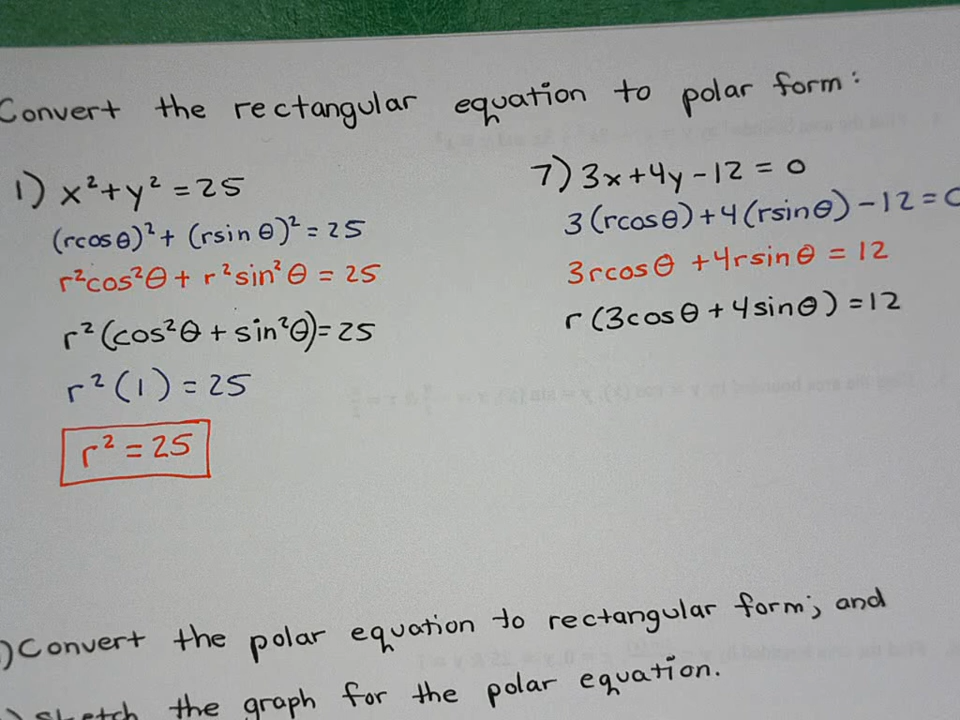 Convert the rectangular equation to polar form:
1) x²+y² = 25
(rcosθ)² + (rsinθ)² = 25
r²cos²θ + r²sin²θ = 25
r²(cos²θ + sin²θ)=25
r²(1) = 25
r² = 25
7) 3x+4y-12 = 0
3(rcosθ)+4(rsinθ)-12=0
3rcosθ +4rsinθ = 12
r(3cosθ+4sinθ)=12
)Convert the polar equation to rectangular form; and
) Sketch the graph for the polar equation.